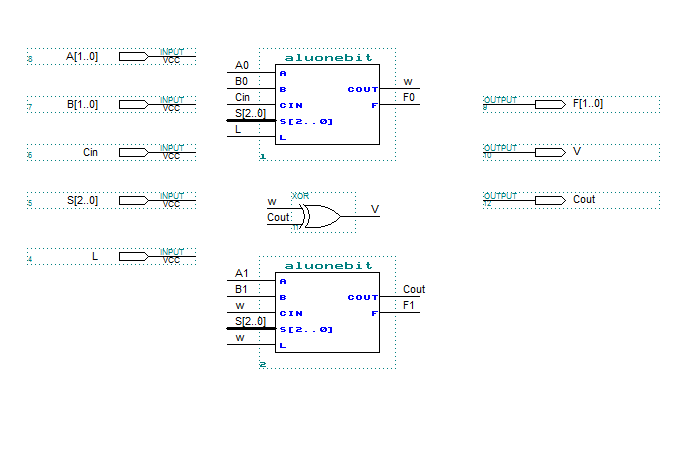 8 A[1..0] INPUT VCC
7 B[1..0] INPUT VCC
6 Cin INPUT VCC
5 S[2..0] INPUT VCC
4 L INPUT VCC
aluonebit
A0 A
B0 B COUT w
Cin CIN F F0
S[2..0] S[2..0]
L L
1
XOR
w
Cout V
11
aluonebit
A1 A
B1 B COUT Cout
w CIN F F1
S[2..0] S[2..0]
w L
2
OUTPUT 9 F[1..0]
OUTPUT 10 V
OUTPUT 12 Cout